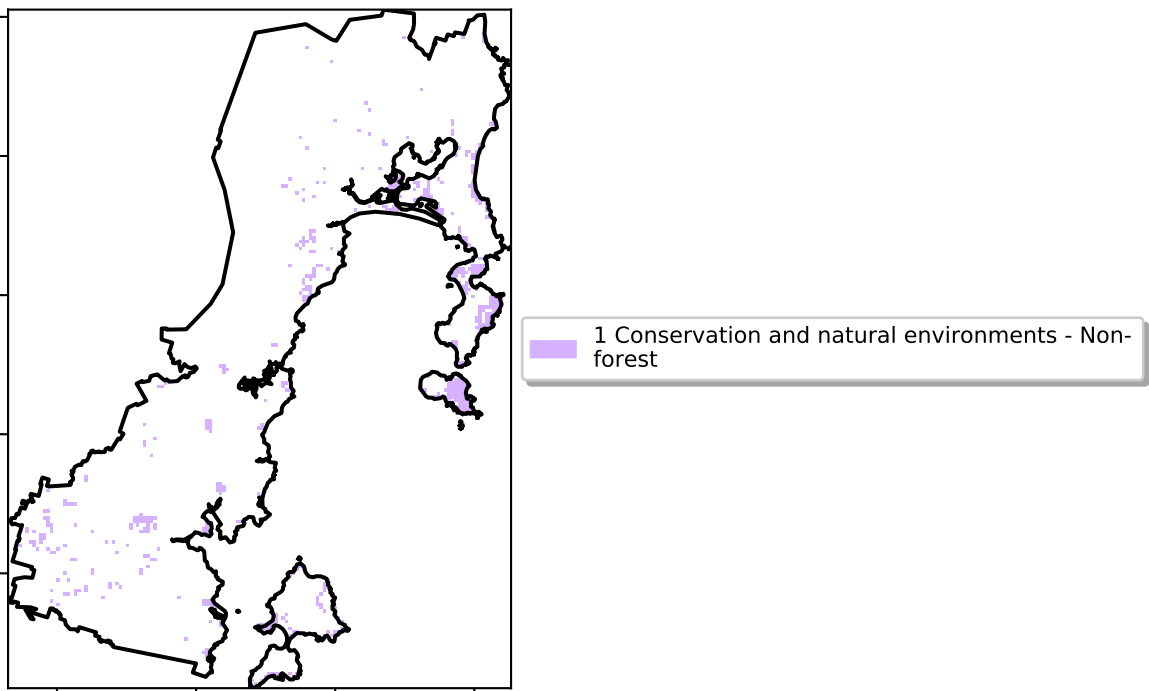 1 Conservation and natural environments - Non-
forest